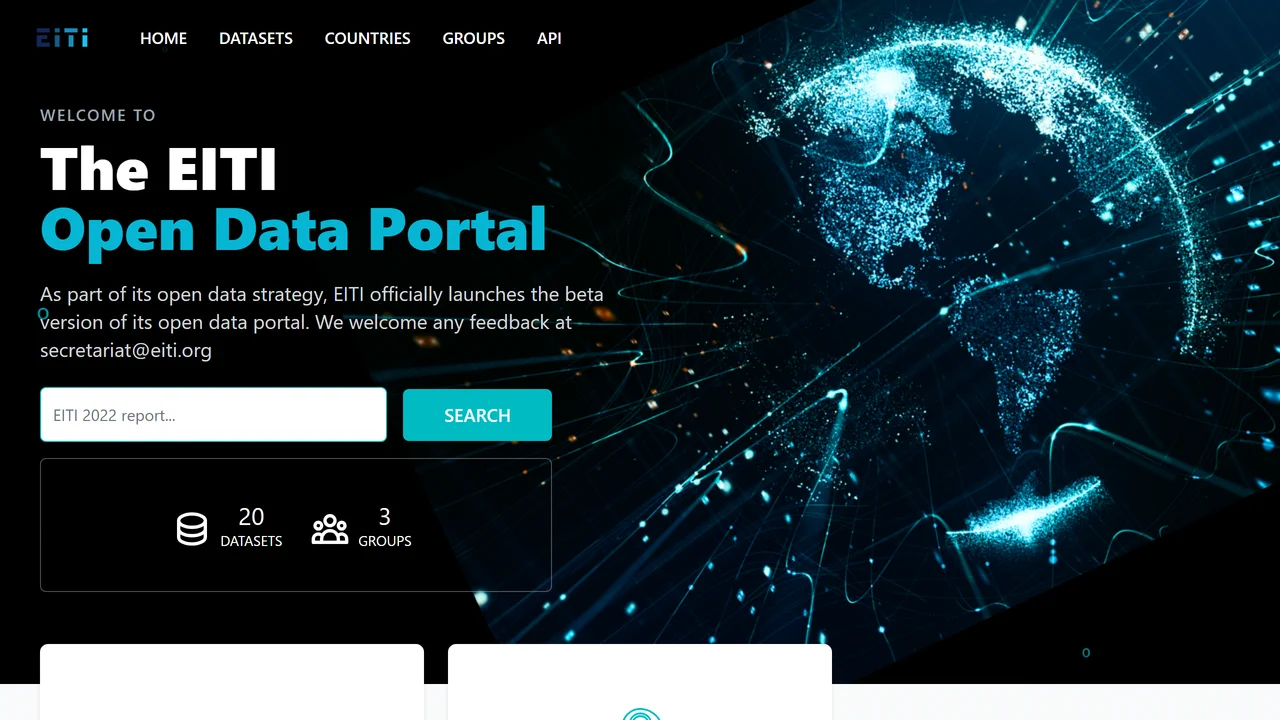 EITI
HOME
DATASETS
COUNTRIES
GROUPS
API
WELCOME TO
The EITI
Open Data Portal
As part of its open data strategy, EITI officially launches the beta
version of its open data portal. We welcome any feedback at
secretariat@eiti.org
EITI 2022 report...
SEARCH
20
DATASETS
3
GROUPS